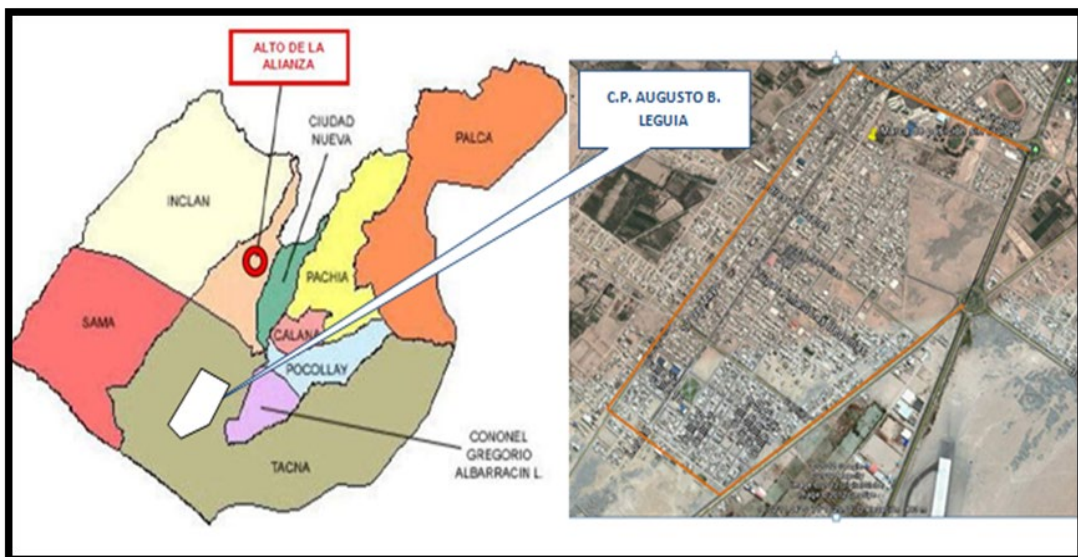 ALTO DE LA
ALIANZA
CIUDAD
NUEVA
PALCA
INCLAN
PACHIA
SAMA
CALANA
POCOLLAY
CONONEL
GREGORIO
ALBARRACIN L.
TACNA
C.P. AUGUSTO B.
LEGUIA